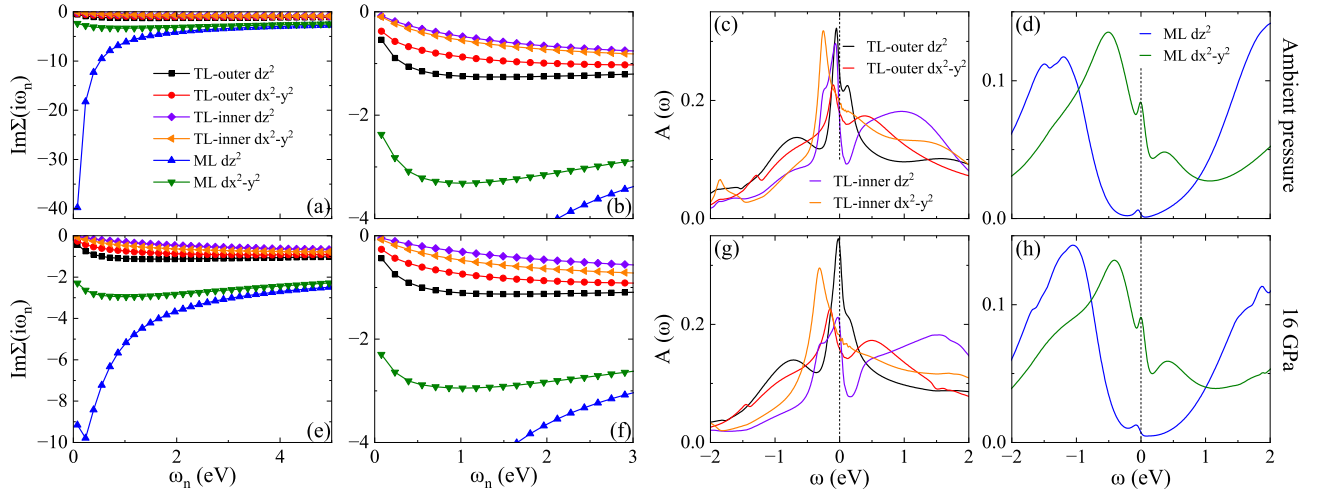 (a)
0
−10
−20
−30
−40
ImΣ(iωn)
TL-outer dz²
TL-outer dx²-y²
TL-inner dz²
TL-inner dx²-y²
ML dz²
ML dx²-y²
(b)
0
−2
−4
(c)
0.3
0.0
A (ω)
TL-outer dz²
TL-outer dx²-y²
TL-inner dz²
TL-inner dx²-y²
(d)
0.1
0.0
ML dz²
ML dx²-y²
Ambient pressure
(e)
0
−2
−4
−6
−8
−10
ImΣ(iωn)
0 2 4
ωn (eV)
(f)
0
−2
−4
0 1 2 3
ωn (eV)
(g)
0.3
0.0
A (ω)
−2 −1 0 1 2
ω (eV)
(h)
0.1
0.0
−2 −1 0 1 2
ω (eV)
16 GPa